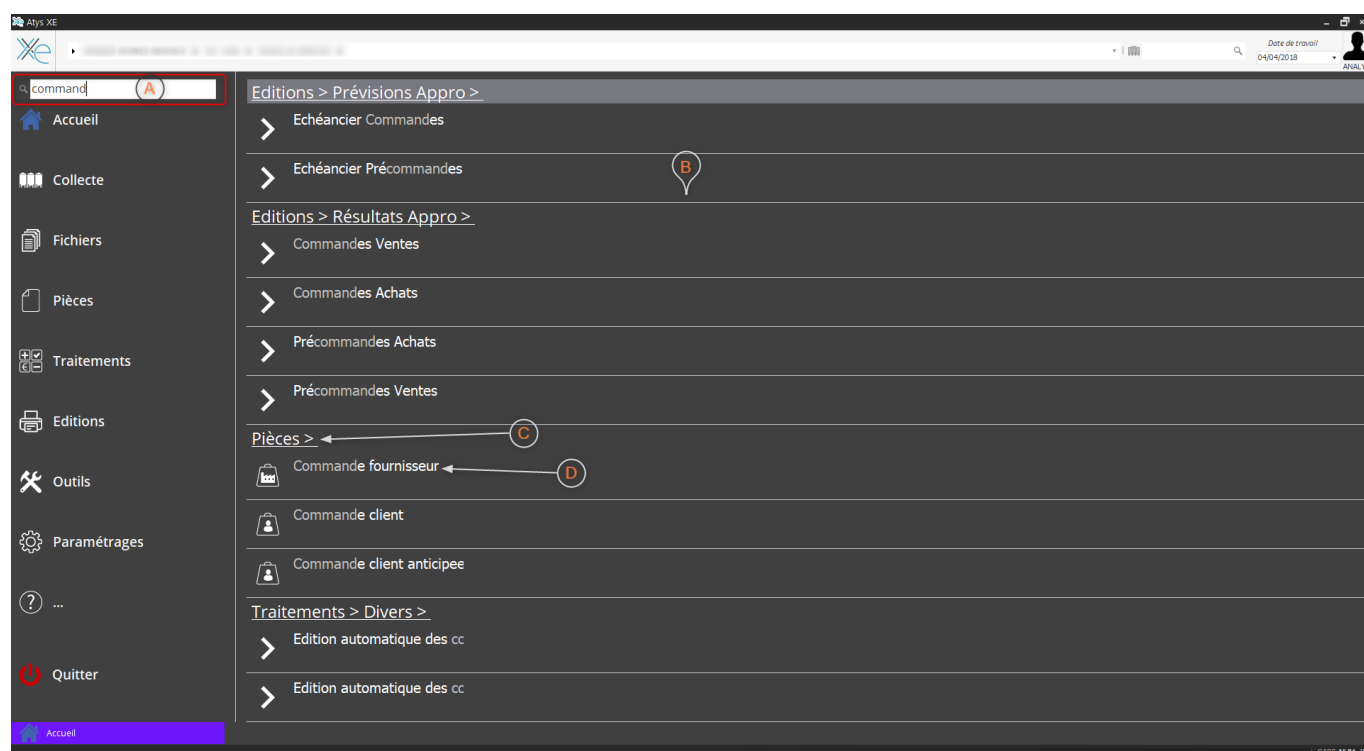 Atys XE
Date de travail
04/04/2018
command
A
Accueil
Collecte
Fichiers
Pièces
Traitements
Editions
Outils
Paramétrages
...
Quitter
Accueil
Editions > Prévisions Appro >
Echéancier Commandes
Echéancier Précommandes
B
Editions > Résultats Appro >
Commandes Ventes
Commandes Achats
Précommandes Achats
Précommandes Ventes
Pièces >
C
Commande fournisseur
D
Commande client
Commande client anticipee
Traitements > Divers >
Edition automatique des cc
Edition automatique des cc